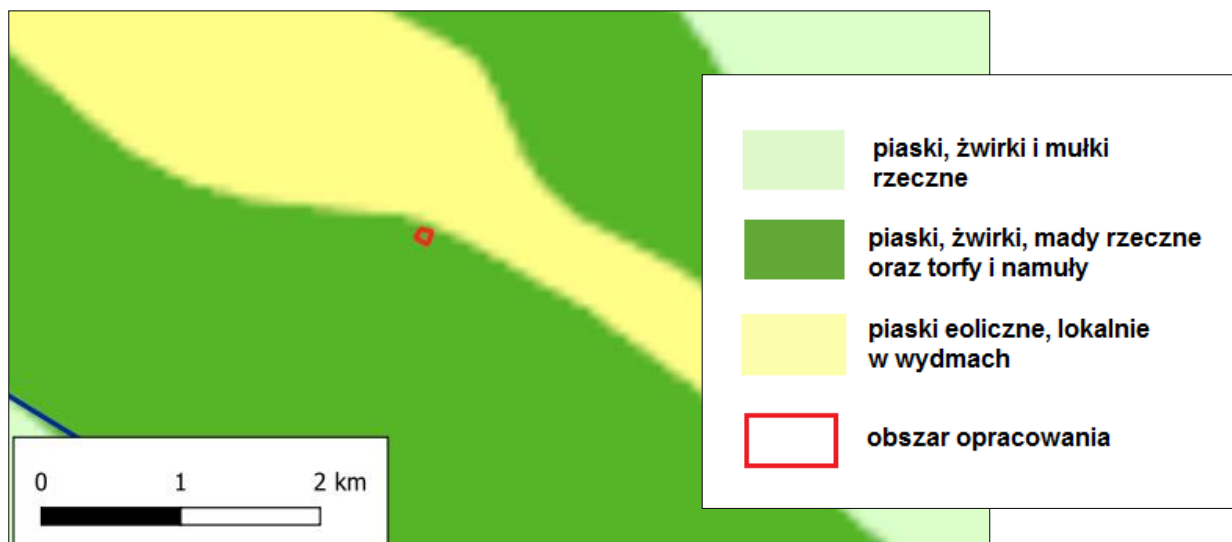 piaski, żwirki i mułki
rzeczne
piaski, żwirki, mady rzeczne
oraz torfy i namuły
piaski eoliczne, lokalnie
w wydmach
obszar opracowania
0 1 2 km